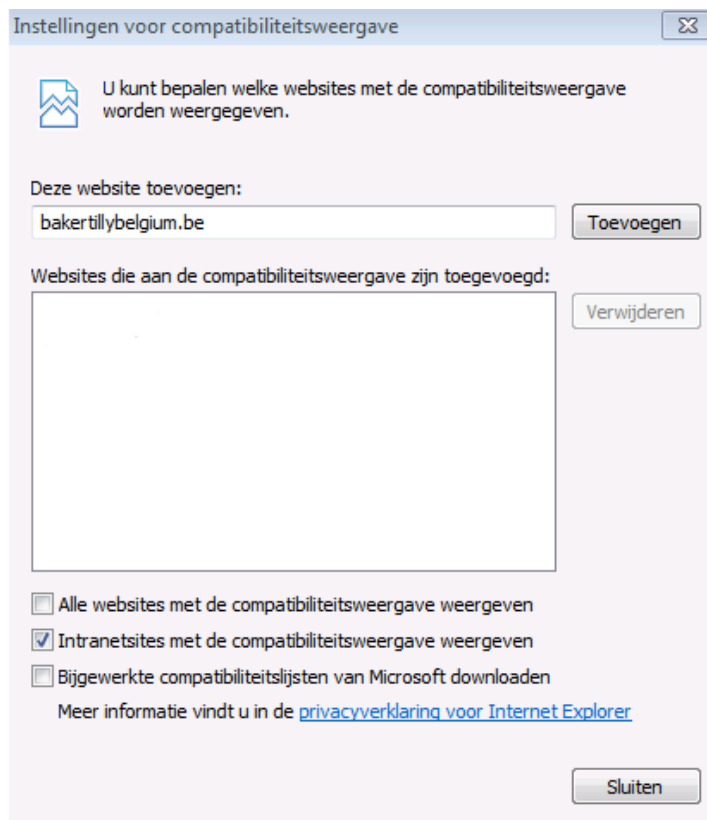 Instellingen voor compatibiliteitsweergave
U kunt bepalen welke websites met de compatibiliteitsweergave
worden weergegeven.
Deze website toevoegen:
bakertillybelgium.be
Toevoegen
Websites die aan de compatibiliteitsweergave zijn toegevoegd:
Verwijderen
Alle websites met de compatibiliteitsweergave weergeven
Intranetsites met de compatibiliteitsweergave weergeven
Bijgewerkte compatibiliteitslijsten van Microsoft downloaden
Meer informatie vindt u in de privacyverklaring voor Internet Explorer
Sluiten